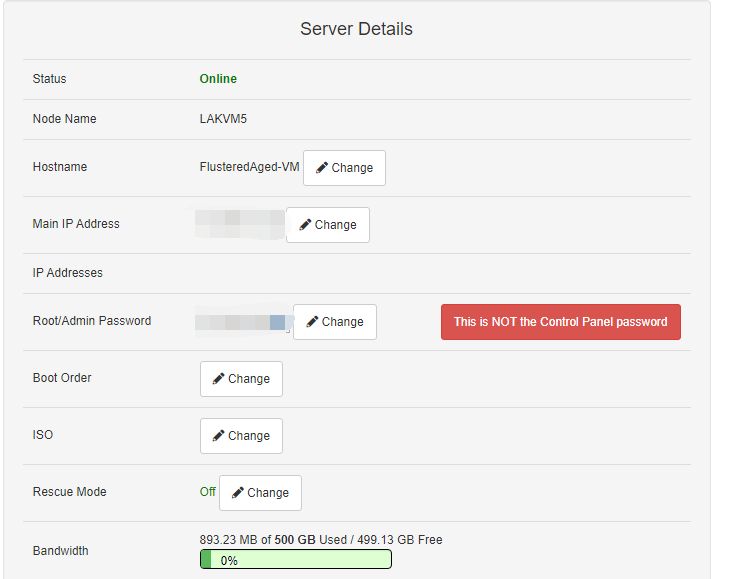 Server Details
Status Online
Node Name LAKVM5
Hostname FlusteredAged-VM Change
Main IP Address Change
IP Addresses
Root/Admin Password Change This is NOT the Control Panel password
Boot Order Change
ISO Change
Rescue Mode Off Change
893.23 MB of 500 GB Used / 499.13 GB Free
Bandwidth
0%